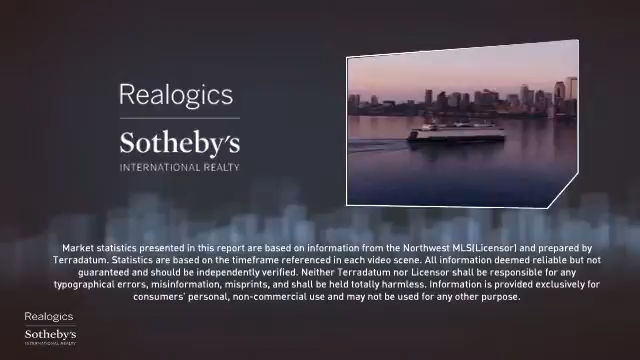 Realogics
Sotheby's
INTERNATIONAL REALTY
Market statistics presented in this report are based on information from the Northwest MLS(Licensor) and prepared by
Terradatum. Statistics are based on the timeframe referenced in each video scene. All information deemed reliable but not
guaranteed and should be independently verified. Neither Terradatum nor Licensor shall be responsible for any
typographical errors, misinformation, misprints, and shall be held totally harmless. Information is provided exclusively for
consumers' personal, non-commercial use and may not be used for any other purpose.
Realogics
Sotheby's
INTERNATIONAL REALTY